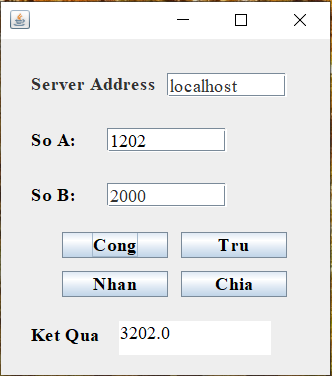 Server Address localhost
So A: 1202
So B: 2000
Cong Tru
Nhan Chia
Ket Qua 3202.0